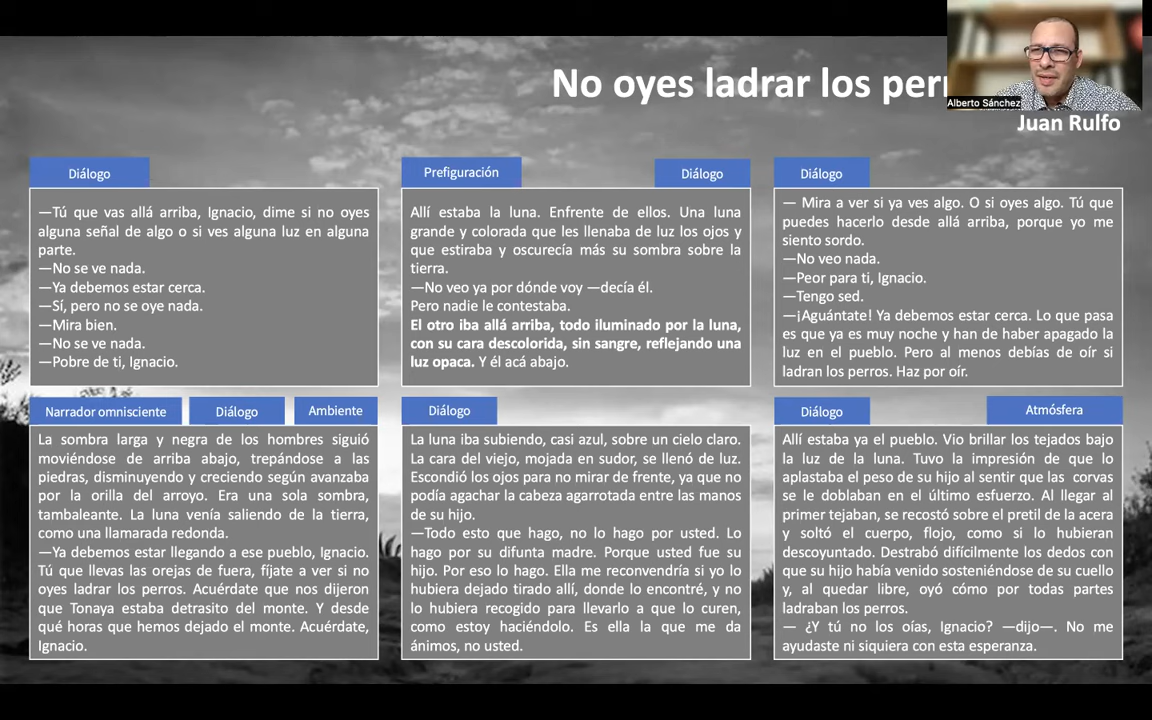 No oyes ladrar los
Alberto Sánchez
Juan Rulfo
Diálogo
—Tú que vas allá arriba, Ignacio, dime si no oyes
alguna señal de algo o si ves alguna luz en alguna
parte.
—No se ve nada.
—Ya debemos estar cerca.
—Sí, pero no se oye nada.
—Mira bien.
—No se ve nada.
—Pobre de ti, Ignacio.
Prefiguración
Diálogo
Allí estaba la luna. Enfrente de ellos. Una luna
grande y colorada que les llenaba de luz los ojos y
que estiraba y oscurecía más su sombra sobre la
tierra.
—No veo ya por dónde voy —decía él.
Pero nadie le contestaba.
El otro iba allá arriba, todo iluminado por la luna,
con su cara descolorida, sin sangre, reflejando una
luz opaca. Y él acá abajo.
Diálogo
— Mira a ver si ya ves algo. O si oyes algo. Tú que
puedes hacerlo desde allá arriba, porque yo me
siento sordo.
—No veo nada.
—Peor para ti, Ignacio.
—Tengo sed.
—¡Aguántate! Ya debemos estar cerca. Lo que pasa
es que ya es muy noche y han de haber apagado la
luz en el pueblo. Pero al menos debías de oír si
ladran los perros. Haz por oír.
Narrador omnisciente
Diálogo
Ambiente
La sombra larga y negra de los hombres siguió
moviéndose de arriba abajo, trepándose a las
piedras, disminuyendo y creciendo según avanzaba
por la orilla del arroyo. Era una sola sombra,
tambaleante. La luna venía saliendo de la tierra,
como una llamarada redonda.
—Ya debemos estar llegando a ese pueblo, Ignacio.
Tú que llevas las orejas de fuera, fíjate a ver si no
oyes ladrar los perros. Acuérdate que nos dijeron
que Tonaya estaba detrasito del monte. Y desde
qué horas que hemos dejado el monte. Acuérdate,
Ignacio.
Diálogo
La luna iba subiendo, casi azul, sobre un cielo claro.
La cara del viejo, mojada en sudor, se llenó de luz.
Escondió los ojos para no mirar de frente, ya que no
podía agachar la cabeza agarrotada entre las manos
de su hijo.
—Todo esto que hago, no lo hago por usted. Lo
hago por su difunta madre. Porque usted fue su
hijo. Por eso lo hago. Ella me reconvendría si yo lo
hubiera dejado tirado allí, donde lo encontré, y no
lo hubiera recogido para llevarlo a que lo curen,
como estoy haciéndolo. Es ella la que me da
ánimos, no usted.
Diálogo
Atmósfera
Allí estaba ya el pueblo. Vio brillar los tejados bajo
la luz de la luna. Tuvo la impresión de que lo
aplastaba el peso de su hijo al sentir que las corvas
se le doblaban en el último esfuerzo. Al llegar al
primer tejaban, se recostó sobre el pretil de la acera
y soltó el cuerpo, flojo, como si lo hubieran
descoyuntado. Destrabó difícilmente los dedos con
que su hijo había venido sosteniéndose de su cuello
y, al quedar libre, oyó cómo por todas partes
ladraban los perros.
— ¿Y tú no los oías, Ignacio? —dijo—. No me
ayudaste ni siquiera con esta esperanza.